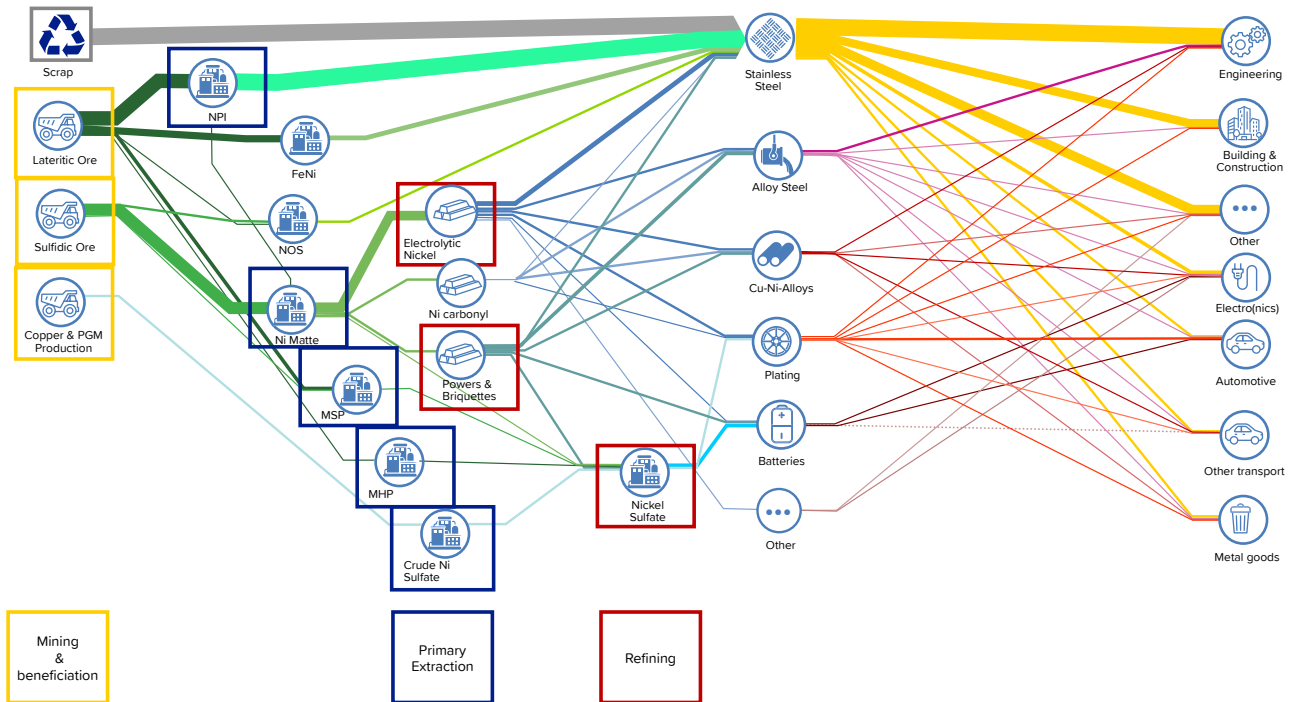 Scrap
Lateritic Ore
Sulfidic Ore
Copper & PGM
Production
NPI
FeNi
NOS
Ni Matte
MSP
MHP
Crude Ni
Sulfate
Electrolytic
Nickel
Ni carbonyl
Powers &
Briquettes
Nickel
Sulfate
Stainless
Steel
Alloy Steel
Cu-Ni-Alloys
Plating
Batteries
Other
Engineering
Building &
Construction
Other
Electro(nics)
Automotive
Other transport
Metal goods
Mining
&
beneficiation
Primary
Extraction
Refining